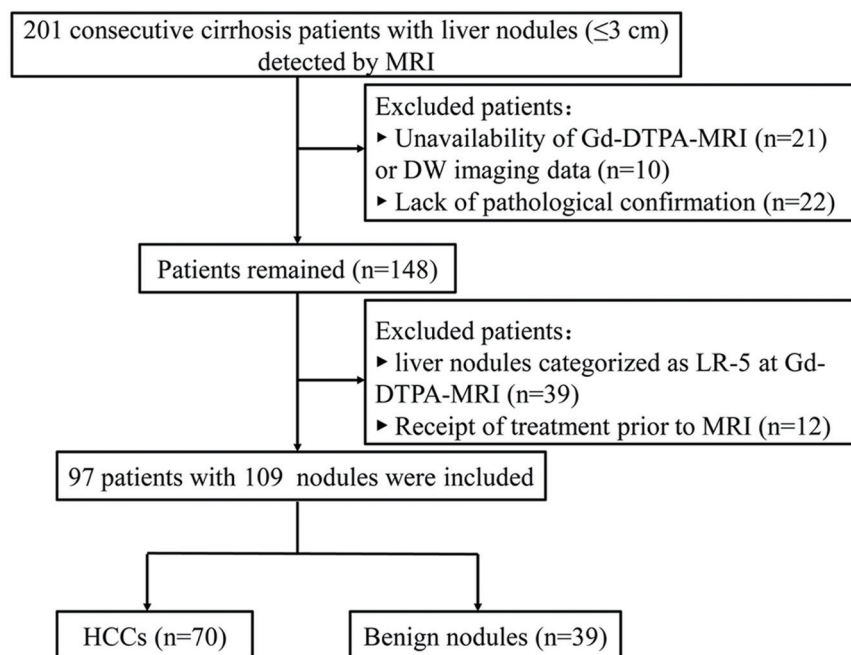 201 consecutive cirrhosis patients with liver nodules (≤3 cm)
detected by MRI
Excluded patients：
▸ Unavailability of Gd-DTPA-MRI (n=21)
or DW imaging data (n=10)
▸ Lack of pathological confirmation (n=22)
Patients remained (n=148)
Excluded patients：
▸ liver nodules categorized as LR-5 at Gd-
DTPA-MRI (n=39)
▸ Receipt of treatment prior to MRI (n=12)
97 patients with 109 nodules were included
HCCs (n=70)
Benign nodules (n=39)